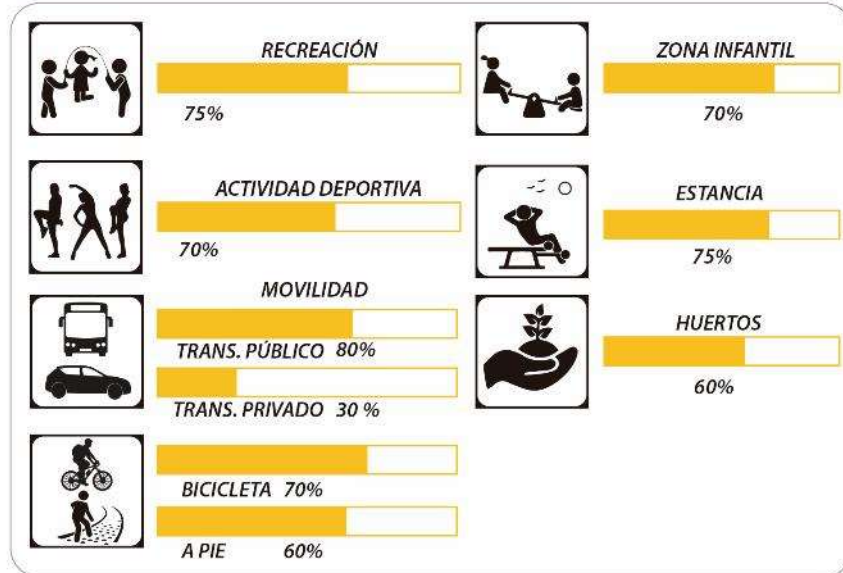 RECREACIÓN
75%
ACTIVIDAD DEPORTIVA
70%
MOVILIDAD
TRANS. PÚBLICO 80%
TRANS. PRIVADO 30 %
BICICLETA 70%
A PIE 60%
ZONA INFANTIL
70%
ESTANCIA
75%
HUERTOS
60%